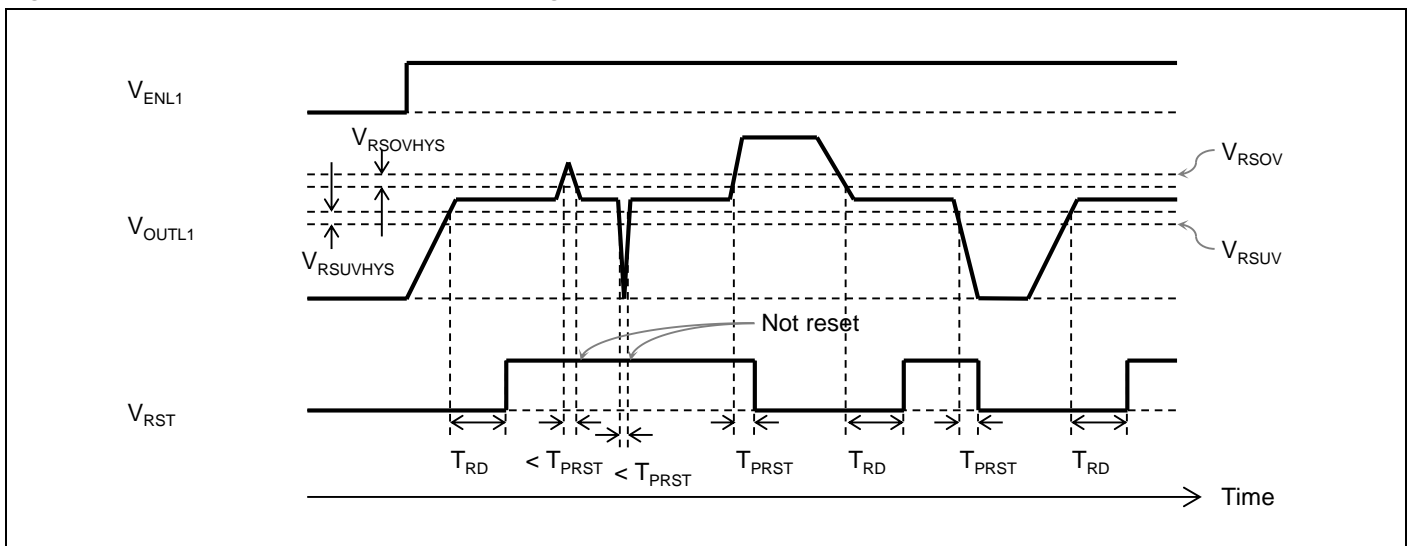 VENL1
VRSOVHYS
VRSOV
VOUTL1
VRSUV
VRSUVHYS
Not reset
VRST
TRD
< TPRST
< TPRST
TPRST
TRD
TPRST
TRD
Time